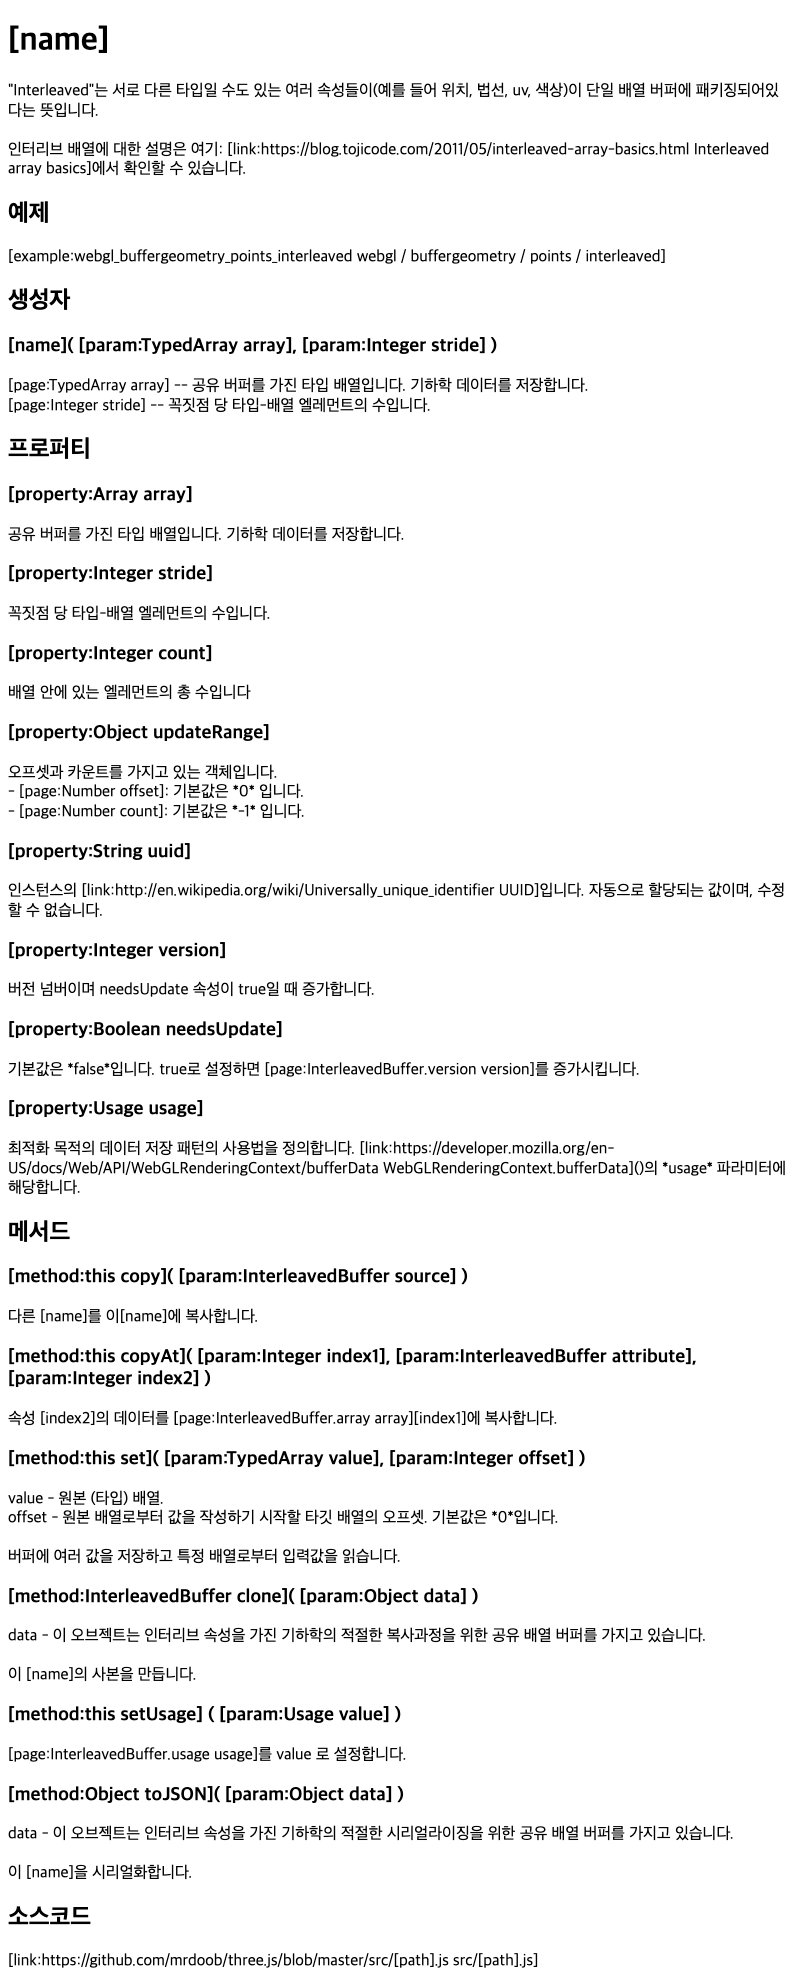 [name]
"Interleaved"는 서로 다른 타입일 수도 있는 여러 속성들이(예를 들어 위치, 법선, uv, 색상)이 단일 배열 버퍼에 패키징되어있
다는 뜻입니다.
인터리브 배열에 대한 설명은 여기: [link:https://blog.tojicode.com/2011/05/interleaved-array-basics.html Interleaved
array basics]에서 확인할 수 있습니다.
예제
[example:webgl_buffergeometry_points_interleaved webgl / buffergeometry / points / interleaved]
생성자
[name]( [param:TypedArray array], [param:Integer stride] )
[page:TypedArray array] -- 공유 버퍼를 가진 타입 배열입니다. 기하학 데이터를 저장합니다.
[page:Integer stride] -- 꼭짓점 당 타입-배열 엘레먼트의 수입니다.
프로퍼티
[property:Array array]
공유 버퍼를 가진 타입 배열입니다. 기하학 데이터를 저장합니다.
[property:Integer stride]
꼭짓점 당 타입-배열 엘레먼트의 수입니다.
[property:Integer count]
배열 안에 있는 엘레먼트의 총 수입니다
[property:Object updateRange]
오프셋과 카운트를 가지고 있는 객체입니다.
- [page:Number offset]: 기본값은 *0* 입니다.
- [page:Number count]: 기본값은 *-1* 입니다.
[property:String uuid]
인스턴스의 [link:http://en.wikipedia.org/wiki/Universally_unique_identifier UUID]입니다. 자동으로 할당되는 값이며, 수정
할 수 없습니다.
[property:Integer version]
버전 넘버이며 needsUpdate 속성이 true일 때 증가합니다.
[property:Boolean needsUpdate]
기본값은 *false*입니다. true로 설정하면 [page:InterleavedBuffer.version version]를 증가시킵니다.
[property:Usage usage]
최적화 목적의 데이터 저장 패턴의 사용법을 정의합니다. [link:https://developer.mozilla.org/en-
US/docs/Web/API/WebGLRenderingContext/bufferData WebGLRenderingContext.bufferData]()의 *usage* 파라미터에
해당합니다.
메서드
[method:this copy]( [param:InterleavedBuffer source] )
다른 [name]를 이[name]에 복사합니다.
[method:this copyAt]( [param:Integer index1], [param:InterleavedBuffer attribute],
[param:Integer index2] )
속성 [index2]의 데이터를 [page:InterleavedBuffer.array array][index1]에 복사합니다.
[method:this set]( [param:TypedArray value], [param:Integer offset] )
value - 원본 (타입) 배열.
offset - 원본 배열로부터 값을 작성하기 시작할 타깃 배열의 오프셋. 기본값은 *0*입니다.
버퍼에 여러 값을 저장하고 특정 배열로부터 입력값을 읽습니다.
[method:InterleavedBuffer clone]( [param:Object data] )
data - 이 오브젝트는 인터리브 속성을 가진 기하학의 적절한 복사과정을 위한 공유 배열 버퍼를 가지고 있습니다.
이 [name]의 사본을 만듭니다.
[method:this setUsage] ( [param:Usage value] )
[page:InterleavedBuffer.usage usage]를 value 로 설정합니다.
[method:Object toJSON]( [param:Object data] )
data - 이 오브젝트는 인터리브 속성을 가진 기하학의 적절한 시리얼라이징을 위한 공유 배열 버퍼를 가지고 있습니다.
이 [name]을 시리얼화합니다.
소스코드
[link:https://github.com/mrdoob/three.js/blob/master/src/[path].js src/[path].js]